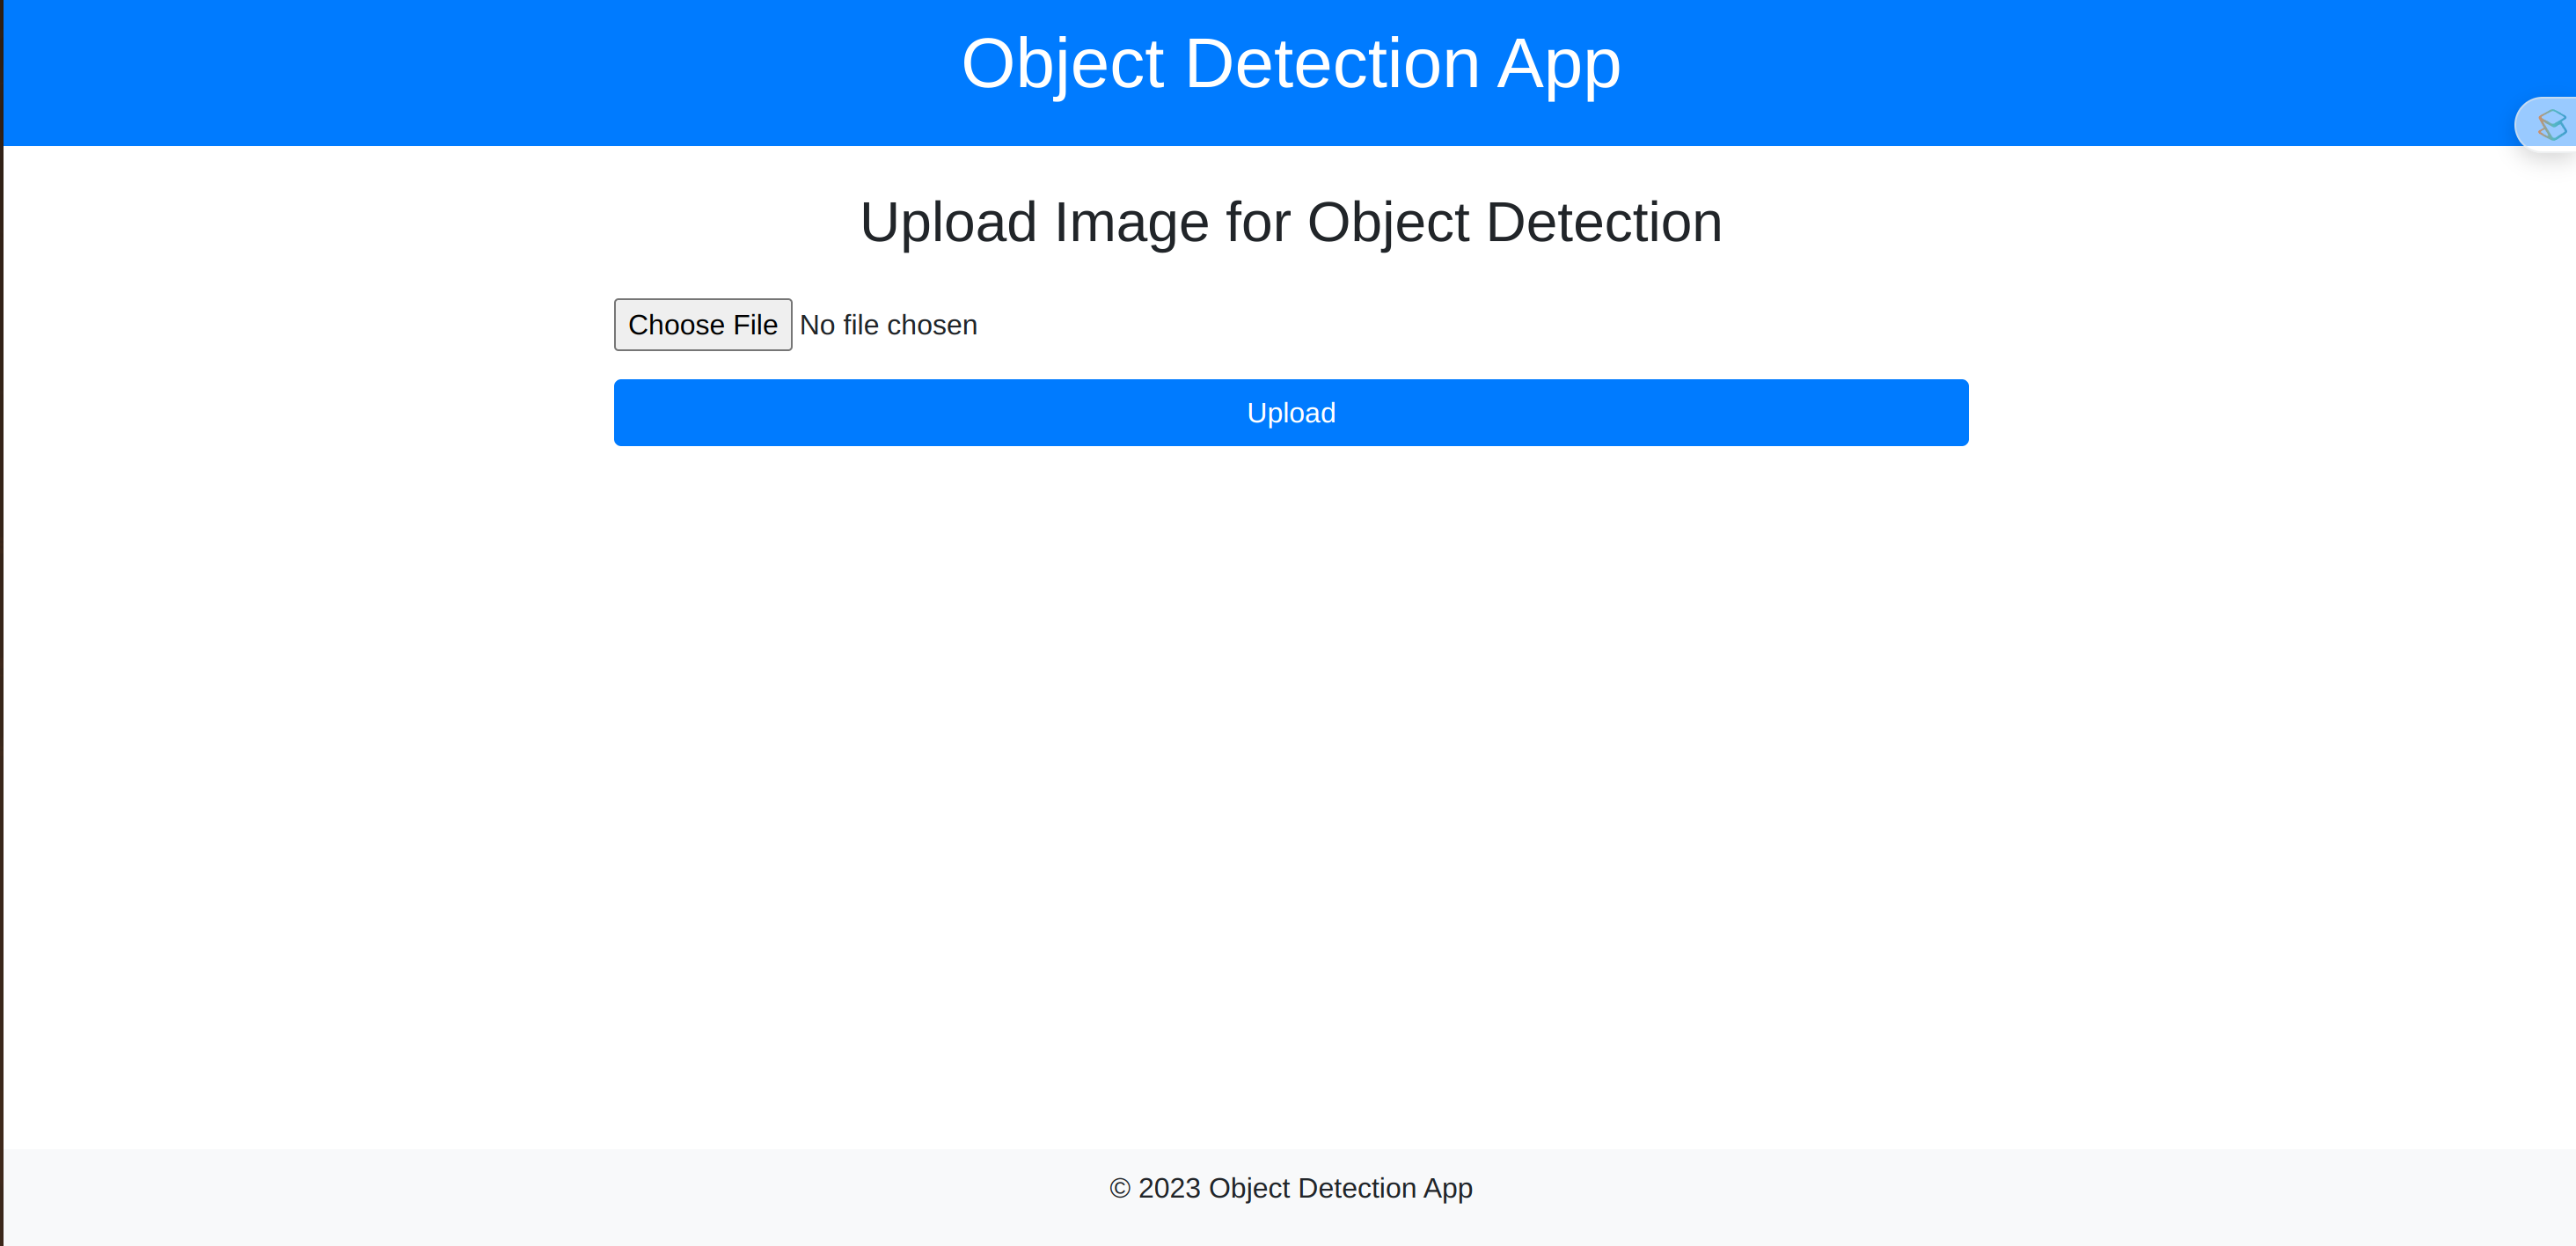 Object Detection App
Upload Image for Object Detection
Choose File No file chosen
Upload
© 2023 Object Detection App